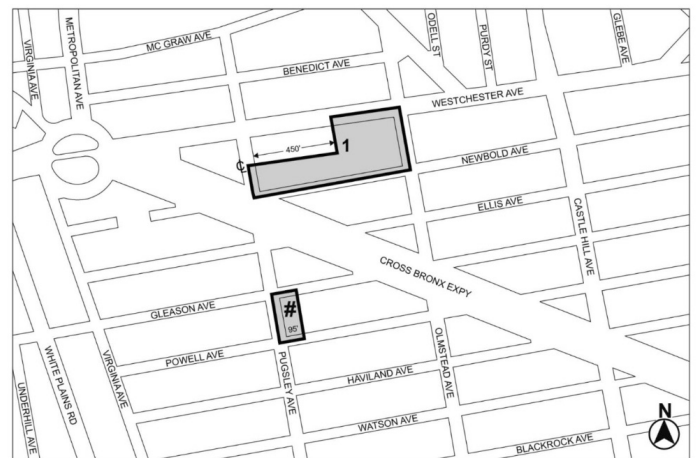 VIRGINIA AVE
METROPOLITAN AVE
MC GRAW AVE
BENEDICT AVE
ODELL ST
PURDY ST
GLEBE AVE
WESTCHESTER AVE
450'
1
℄
NEWBOLD AVE
ELLIS AVE
CASTLE HILL AVE
CROSS BRONX EXPY
GLEASON AVE
#
95'
POWELL AVE
PUGSLEY AVE
OLMSTEAD AVE
HAVILAND AVE
WATSON AVE
BLACKROCK AVE
UNDERHILL AVE
WHITE PLAINS RD
VIRGINIA AVE
N